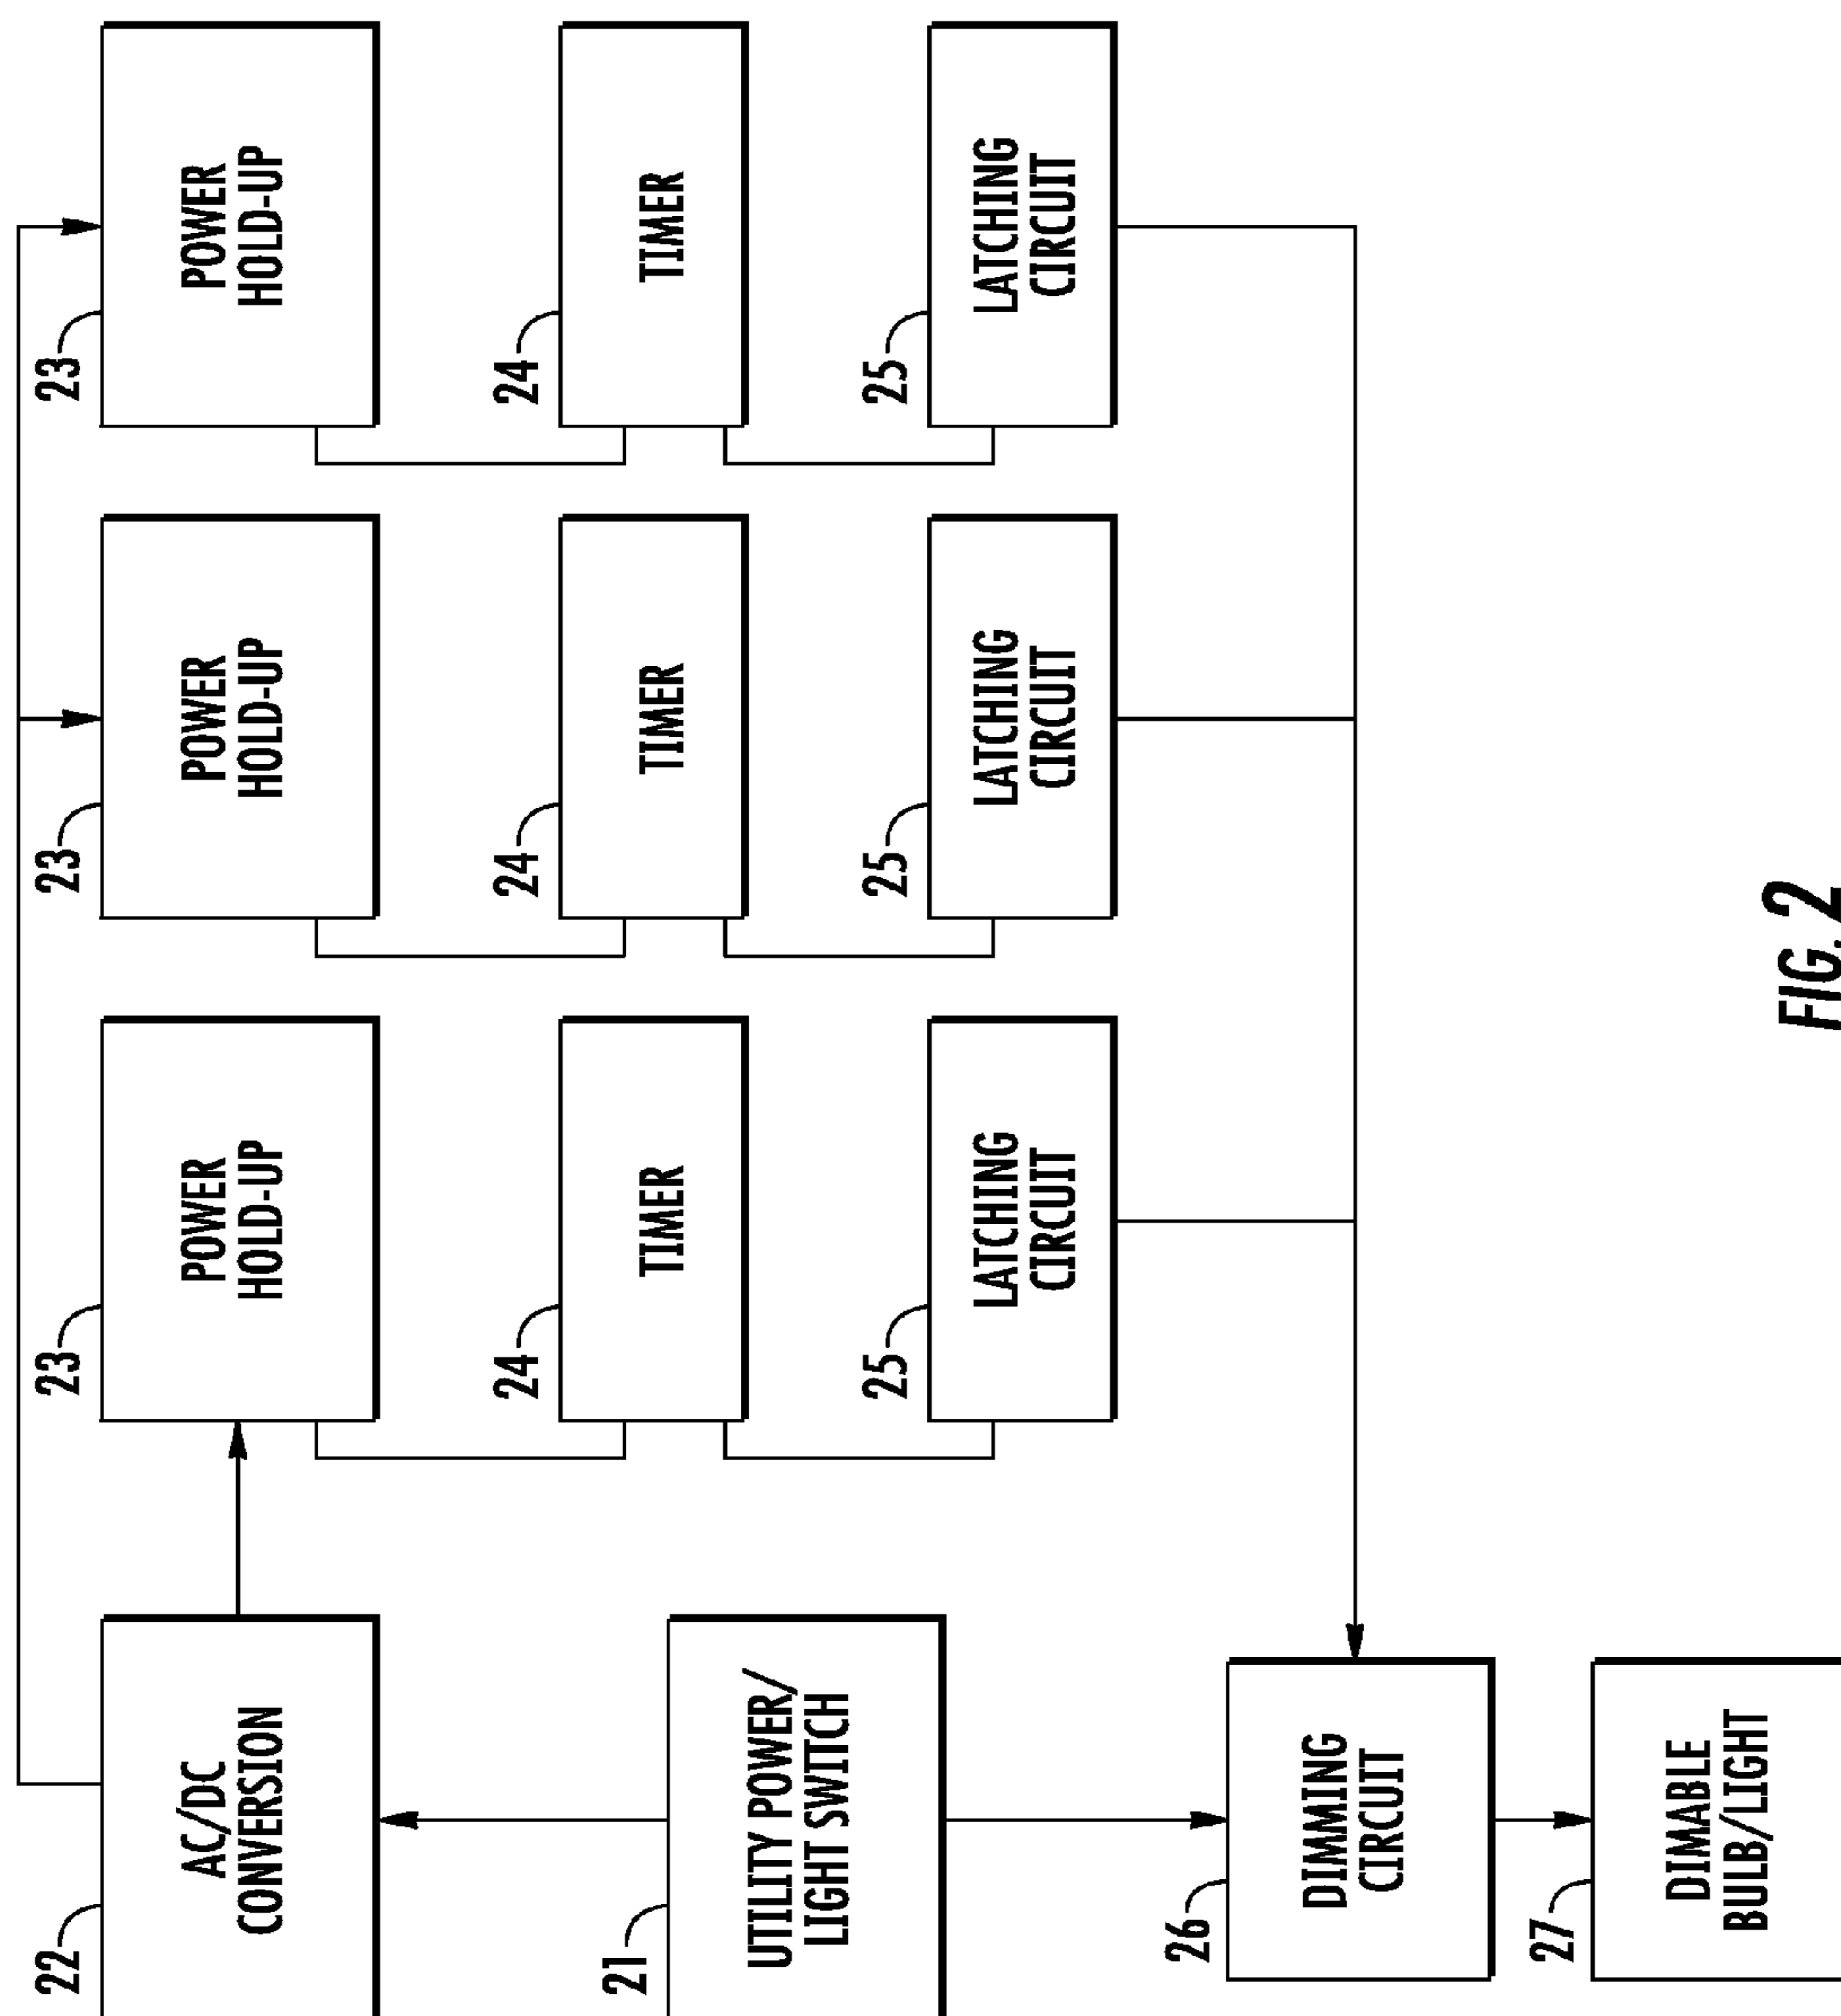 22
AC/DC
CONVERSION
23
POWER
HOLD-UP
23
POWER
HOLD-UP
23
POWER
HOLD-UP
24
TIMER
24
TIMER
24
TIMER
21
UTILITY POWER/
LIGHT SWITCH
25
LATCHING
CIRCUIT
25
LATCHING
CIRCUIT
25
LATCHING
CIRCUIT
26
DIMMING
CIRCUIT
27
DIMABLE
BULB/LIGHT
FIG. 2